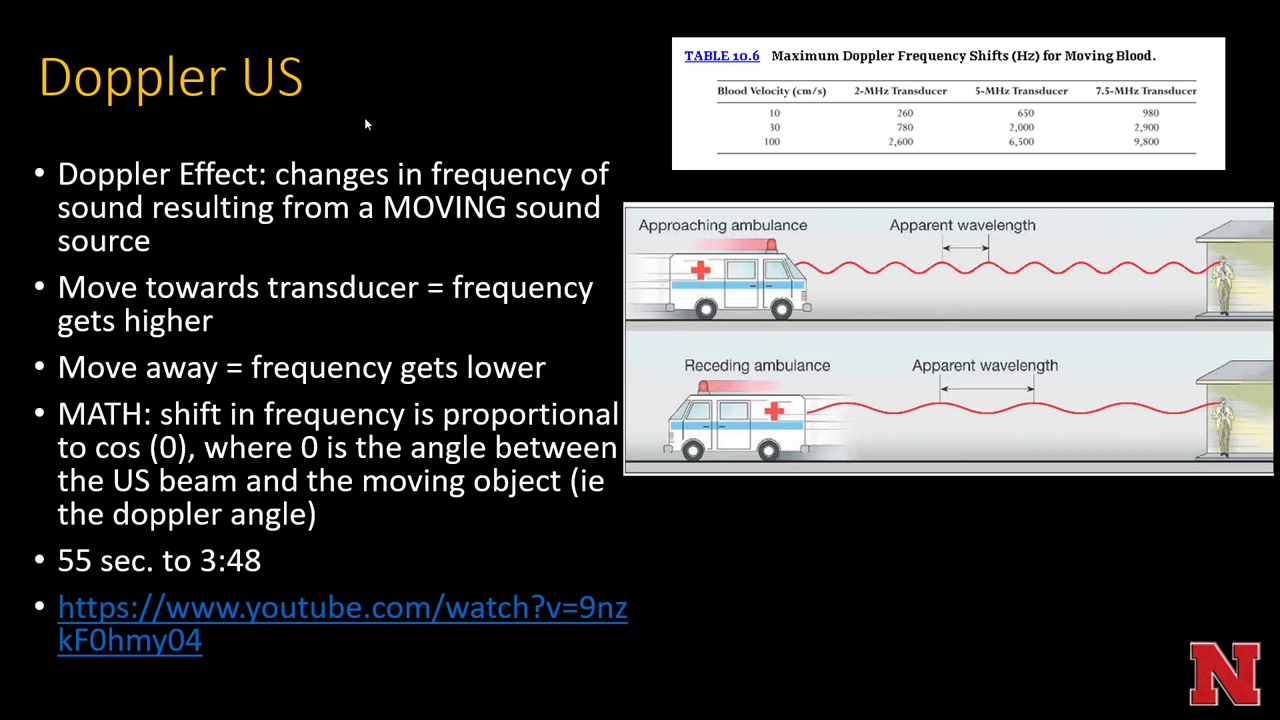 Doppler US
• Doppler Effect: changes in frequency of
sound resulting from a MOVING sound
source
• Move towards transducer = frequency
gets higher
• Move away = frequency gets lower
• MATH: shift in frequency is proportional
to cos (0), where 0 is the angle between
the US beam and the moving object (ie
the doppler angle)
• 55 sec. to 3:48
• https://www.youtube.com/watch?v=9nz
kF0hmy04
TABLE 10.6 Maximum Doppler Frequency Shifts (Hz) for Moving Blood.
Blood Velocity (cm/s) 2-MHz Transducer 5-MHz Transducer 7.5-MHz Transducer
10 260 650 980
30 780 2,000 2,900
100 2,600 6,500 9,800
Approaching ambulance Apparent wavelength
Receding ambulance Apparent wavelength
N